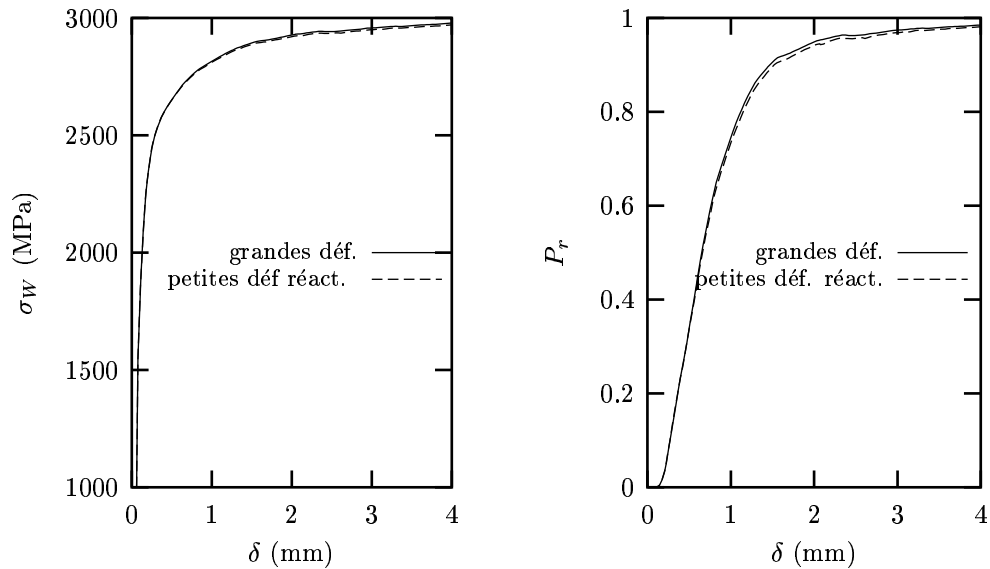 3000
2500
2000
1500
1000
σW (MPa)
grandes déf.
petites déf réact.
0 1 2 3 4
δ (mm)
1
0.8
0.6
0.4
0.2
0
Pr
grandes déf.
petites déf. réact.
0 1 2 3 4
δ (mm)